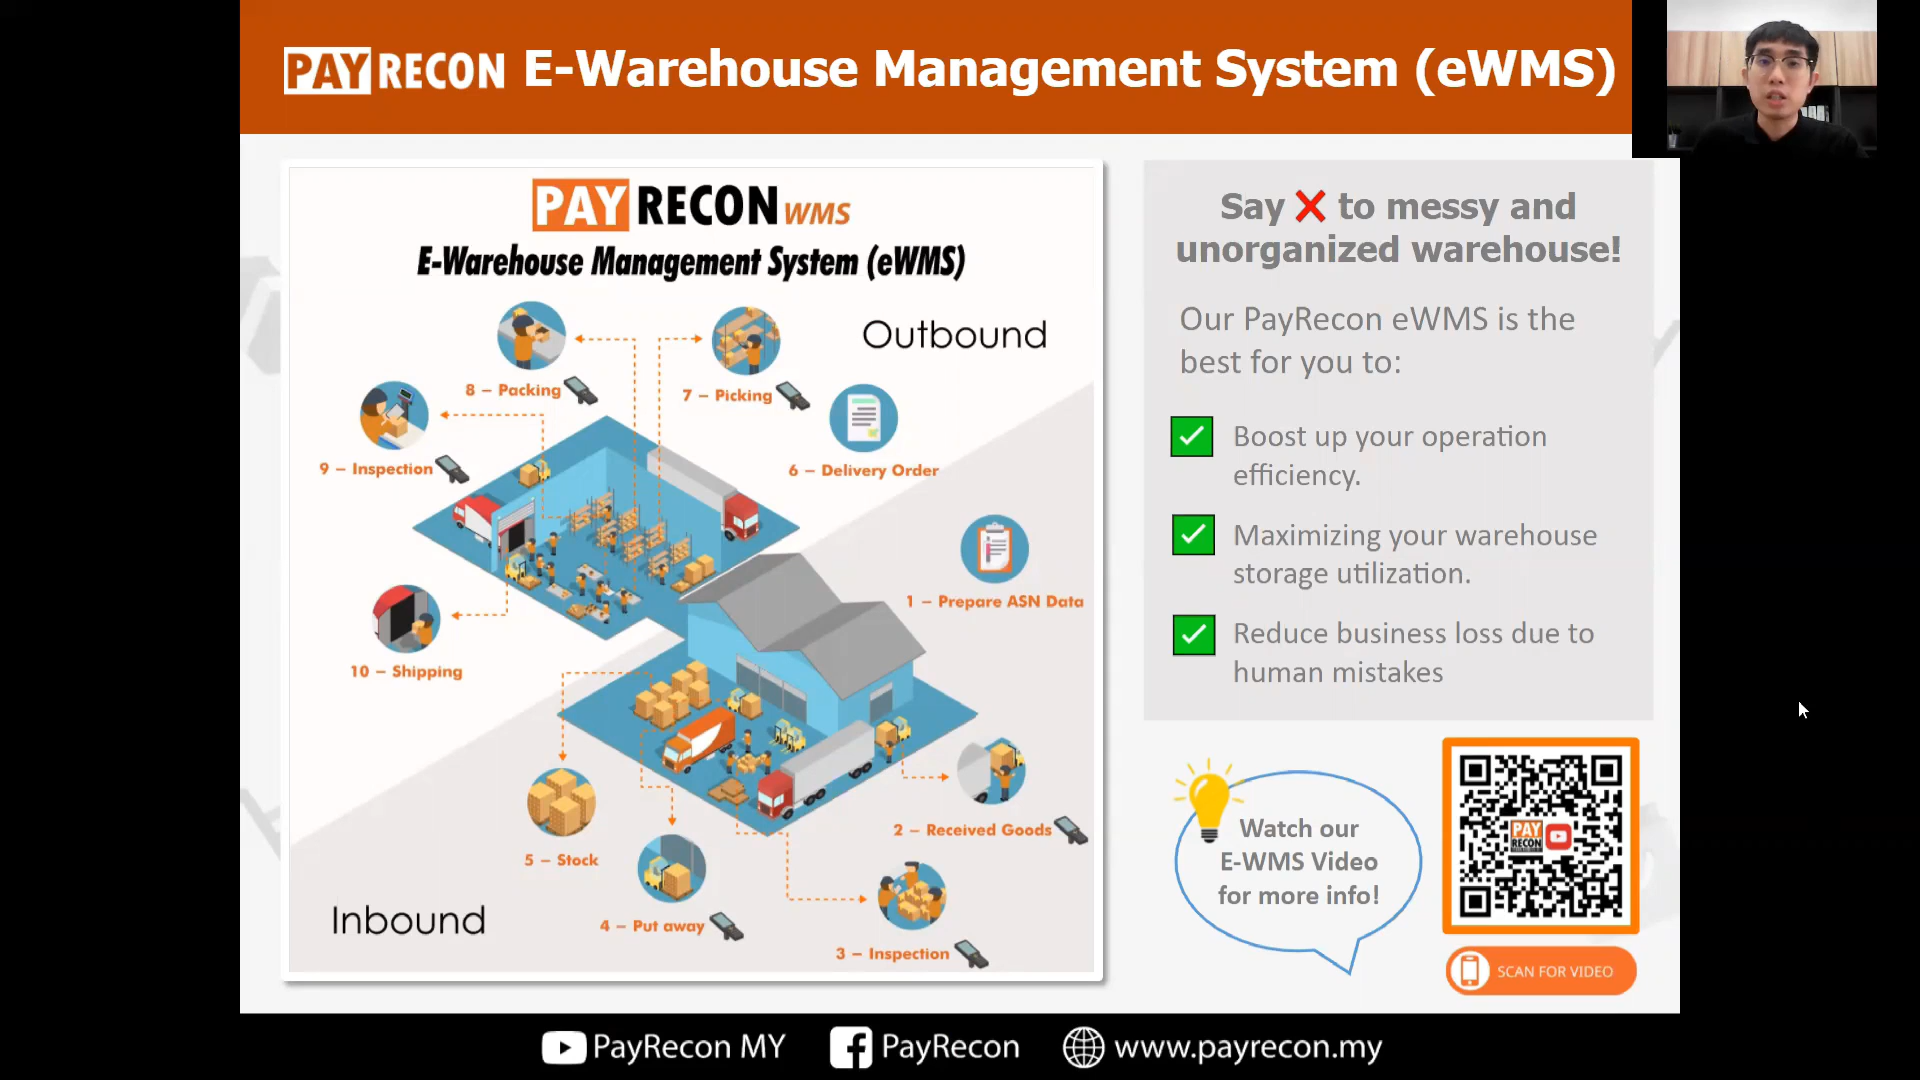 PAYRECON E-Warehouse Management System (eWMS)
PAYRECON WMS
E-Warehouse Management System (eWMS)
Outbound
8 – Packing
7 – Picking
9 – Inspection
6 – Delivery Order
1 – Prepare ASN Data
10 – Shipping
2 – Received Goods
5 – Stock
4 – Put away
3 – Inspection
Inbound
Say ❌ to messy and
unorganized warehouse!
Our PayRecon eWMS is the
best for you to:
Boost up your operation
efficiency.
Maximizing your warehouse
storage utilization.
Reduce business loss due to
human mistakes
Watch our
E-WMS Video
for more info!
PAY
RECON
SCAN FOR VIDEO
PayRecon MY
PayRecon
www.payrecon.my